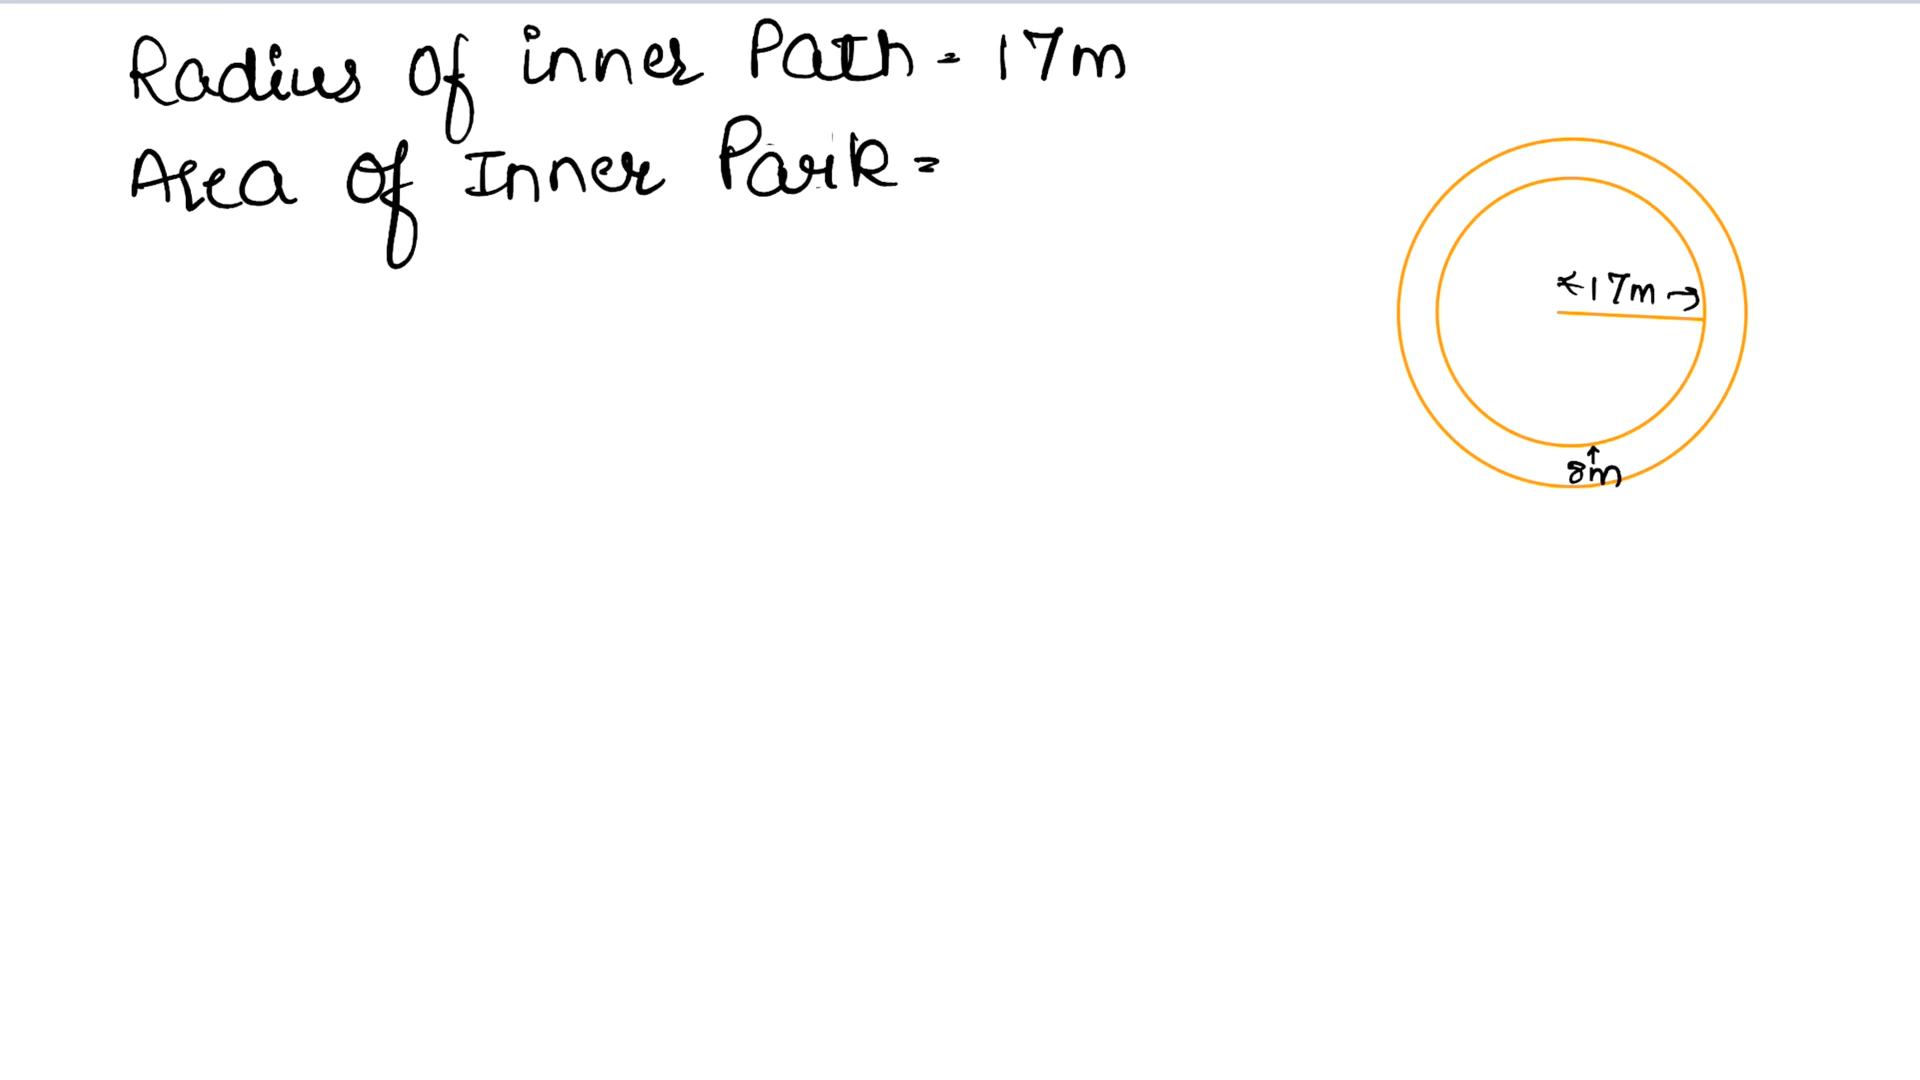 Radius Of inner Path = 17m
Area Of Inner Park =
17m
8m